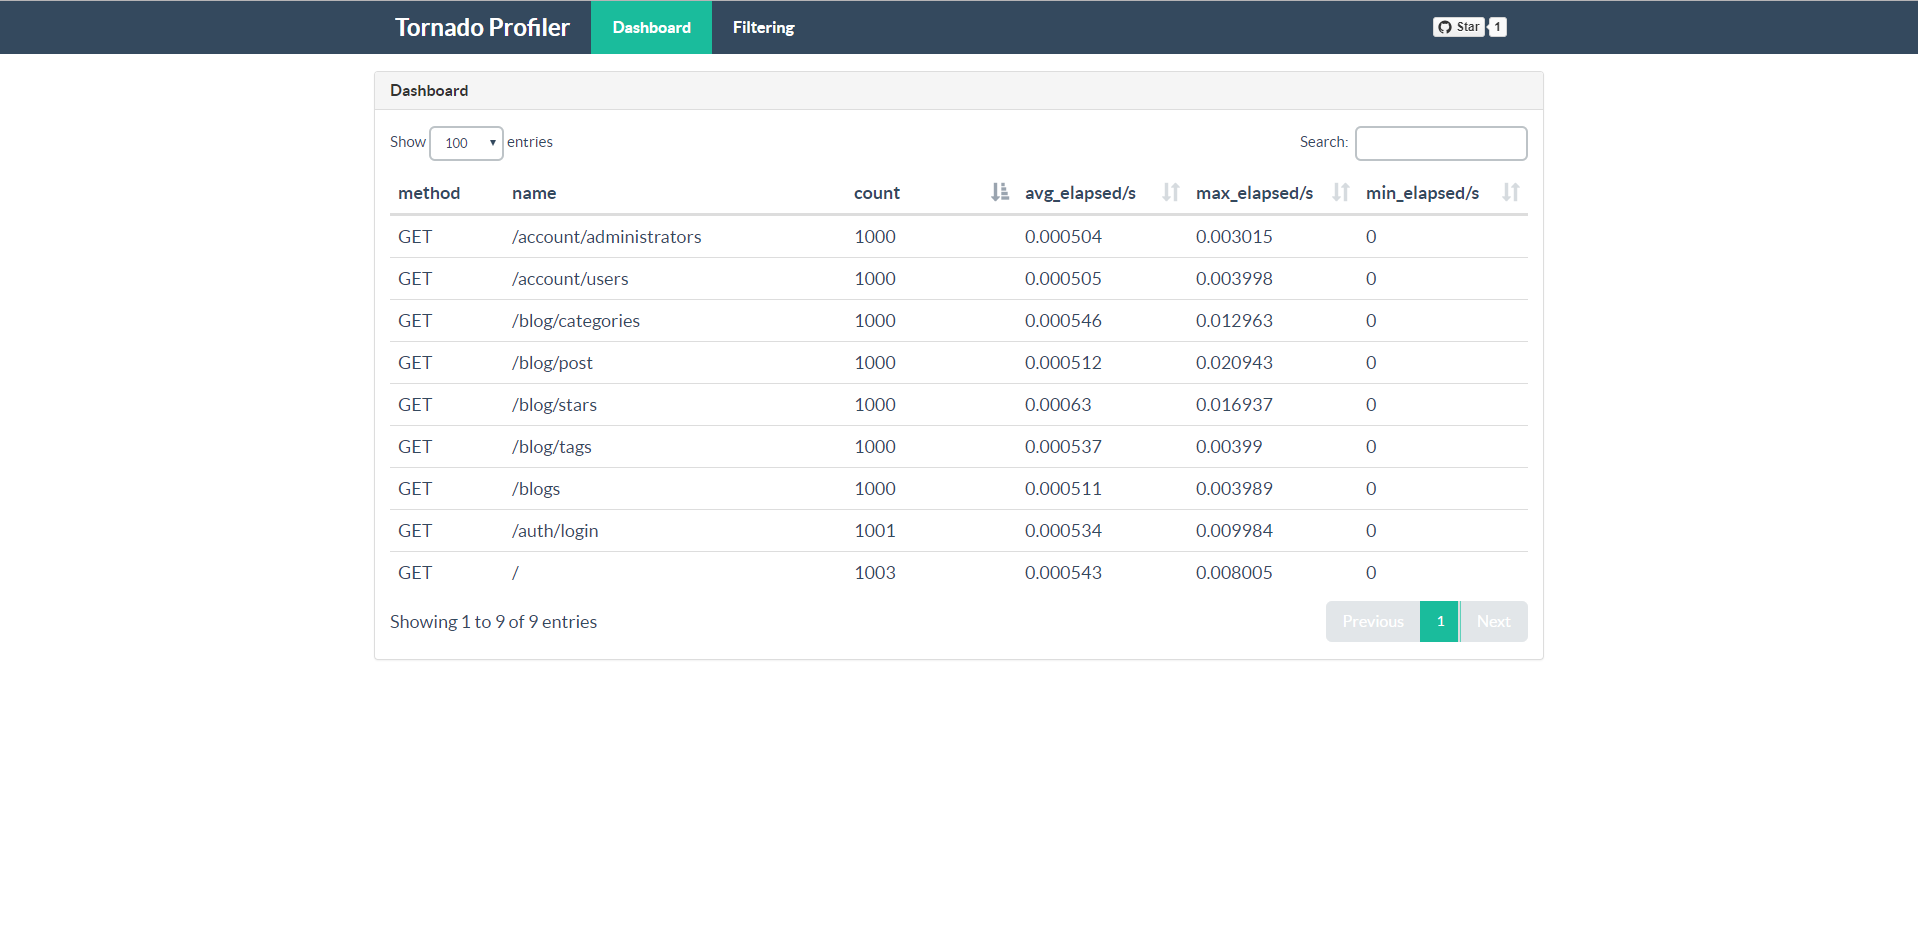 Tornado Profiler Dashboard Filtering Star 1
Dashboard
Show 100 entries Search:
method name count avg_elapsed/s max_elapsed/s min_elapsed/s
GET /account/administrators 1000 0.000504 0.003015 0
GET /account/users 1000 0.000505 0.003998 0
GET /blog/categories 1000 0.000546 0.012963 0
GET /blog/post 1000 0.000512 0.020943 0
GET /blog/stars 1000 0.00063 0.016937 0
GET /blog/tags 1000 0.000537 0.00399 0
GET /blogs 1000 0.000511 0.003989 0
GET /auth/login 1001 0.000534 0.009984 0
GET / 1003 0.000543 0.008005 0
Showing 1 to 9 of 9 entries Previous 1 Next